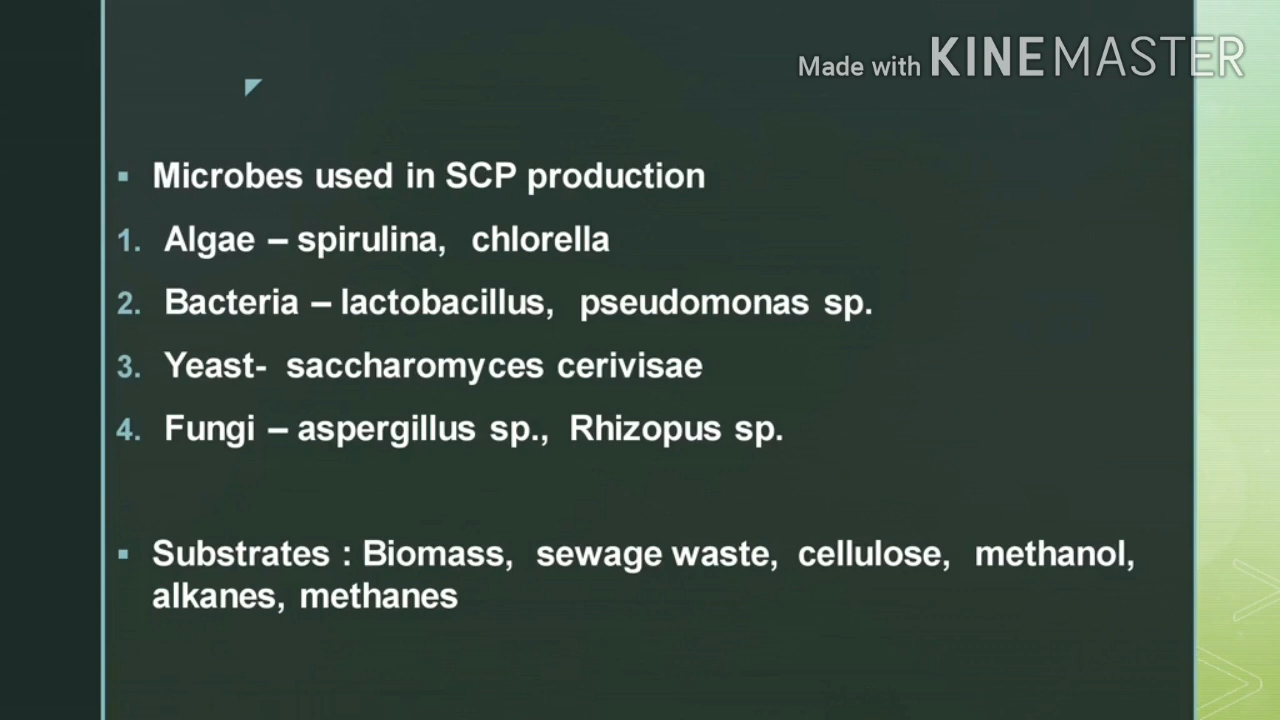 Made with KINEMASTER
▪ Microbes used in SCP production
1. Algae – spirulina, chlorella
2. Bacteria – lactobacillus, pseudomonas sp.
3. Yeast- saccharomyces cerivisae
4. Fungi – aspergillus sp., Rhizopus sp.
▪ Substrates : Biomass, sewage waste, cellulose, methanol,
alkanes, methanes